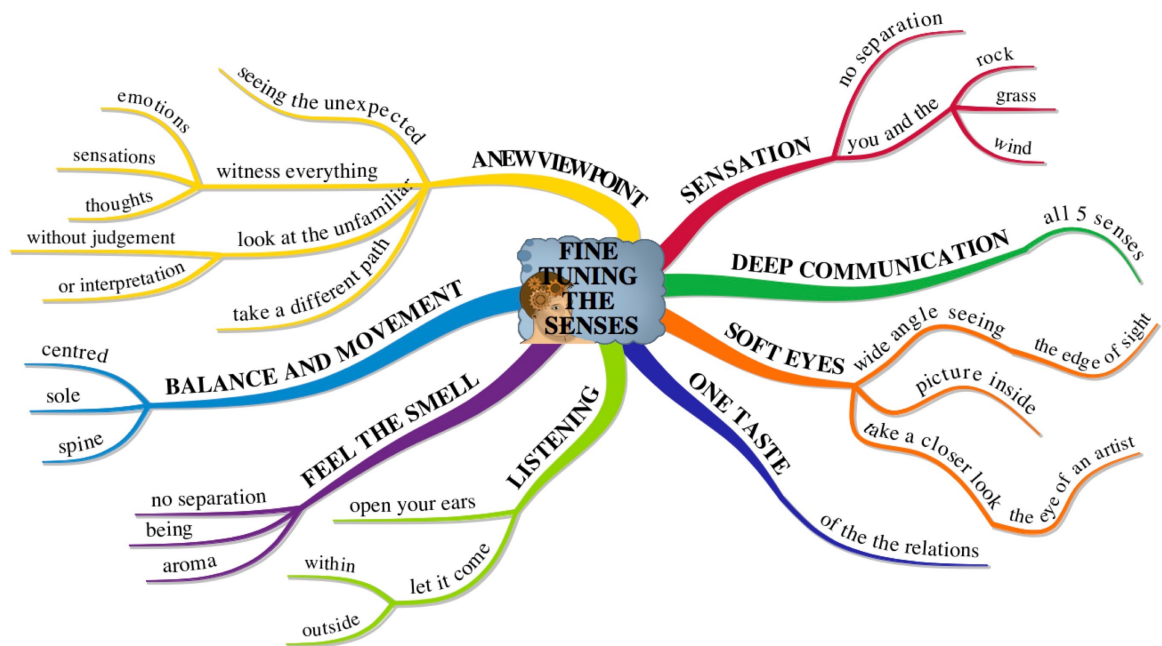 FINE
TUNING
THE
SENSES
SENSATION
no separation
you and the
rock
grass
wind
DEEP COMMUNICATION
all 5 senses
SOFT EYES
wide angle seeing
the edge of sight
picture inside
take a closer look
the eye of an artist
ONE TASTE
of the the relations
LISTENING
open your ears
let it come
within
outside
FEEL THE SMELL
no separation
being
aroma
BALANCE AND MOVEMENT
centred
sole
spine
A NEW VIEWPOINT
seeing the unexpected
witness everything
emotions
sensations
thoughts
look at the unfamiliar
without judgement
or interpretation
take a different path